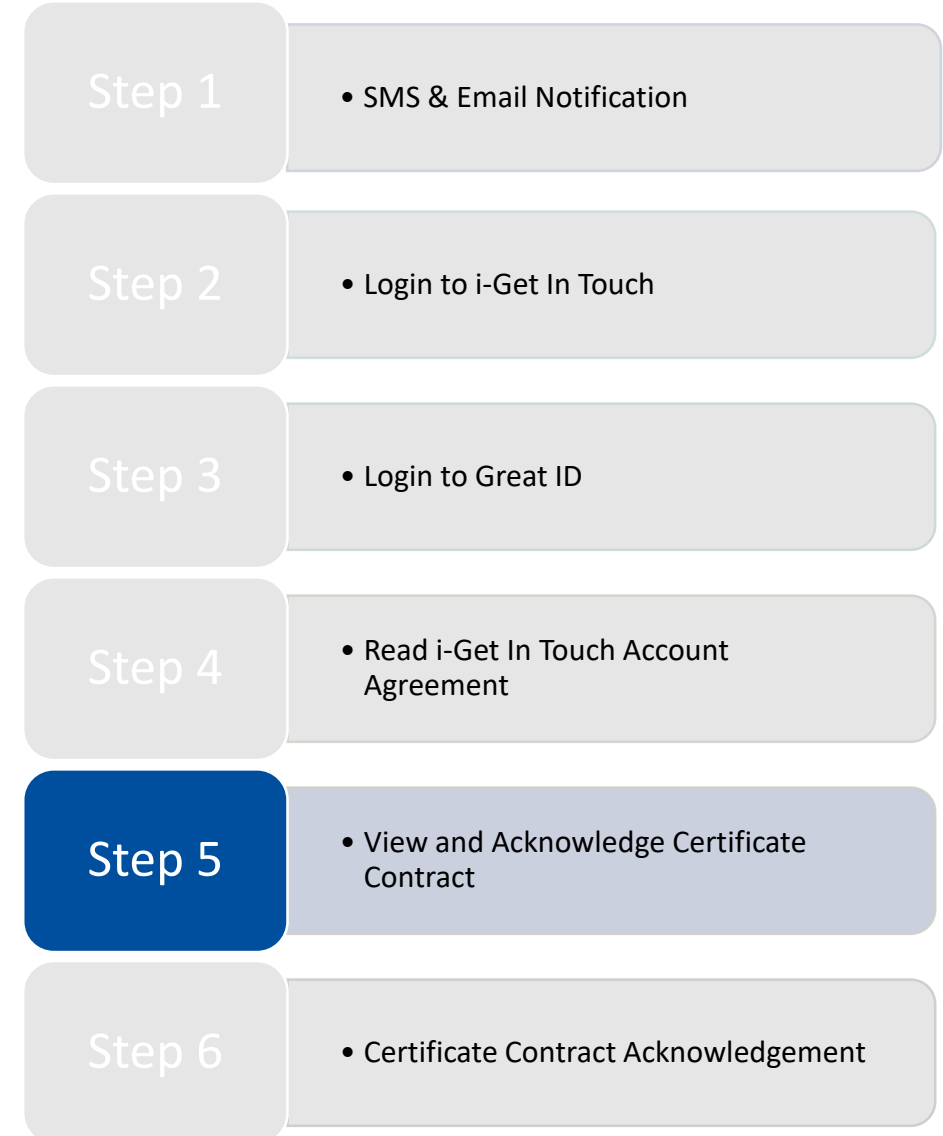 Step 1
• SMS & Email Notification
Step 2
• Login to i-Get In Touch
Step 3
• Login to Great ID
Step 4
• Read i-Get In Touch Account
Agreement
Step 5
• View and Acknowledge Certificate
Contract
Step 6
• Certificate Contract Acknowledgement